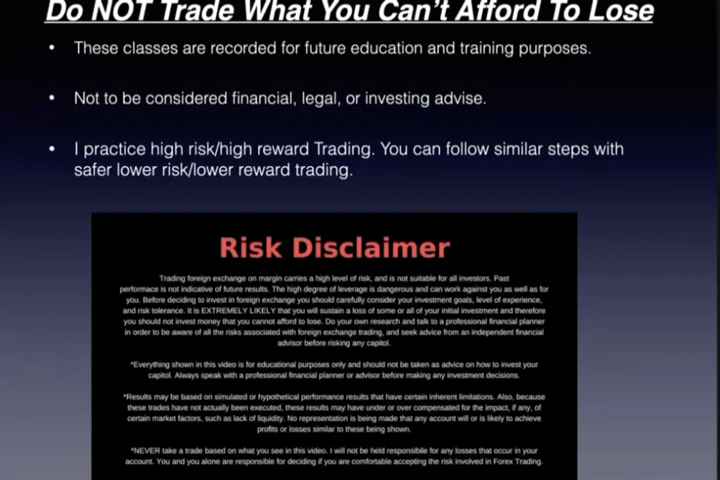 Do NOT Trade What You Can't Afford To Lose
• These classes are recorded for future education and training purposes.
• Not to be considered financial, legal, or investing advise.
• I practice high risk/high reward Trading. You can follow similar steps with
safer lower risk/lower reward trading.
Risk Disclaimer
Trading foreign exchange on margin carries a high level of risk, and is not suitable for all investors. Past
performace is not indicative of future results. The high degree of leverage is dangerous and can work against you as well as for
you. Before deciding to invest in foreign exchange you should carefully consider your investment goals, level of experience,
and risk tolerance. It is EXTREMELY LIKELY that you will sustain a loss of some or all of your initial investment and therefore
you should not invest money that you cannot afford to lose. Do your own research and talk to a professional financial planner
in order to be aware of all the risks associated with foreign exchange trading, and seek advice from an independent financial
advisor before risking any capitol.
*Everything shown in this video is for educational purposes only and should not be taken as advice on how to invest your
capitol. Always speak with a professional financial planner or advisor before making any investment decisions.
*Results may be based on simulated or hypothetical performance results that have certain inherent limitations. Also, because
these trades have not actually been executed, these results may have under or over compensated for the impact, if any, of
certain market factors, such as lack of liquidity. No representation is being made that any account will or is likely to achieve
profits or losses similar to these being shown.
*NEVER take a trade based on what you see in this video. I will not be held responsibile for any losses that occur in your
account. You and you alone are responsible for deciding if you are comfortable accepting the risk involved in Forex Trading.